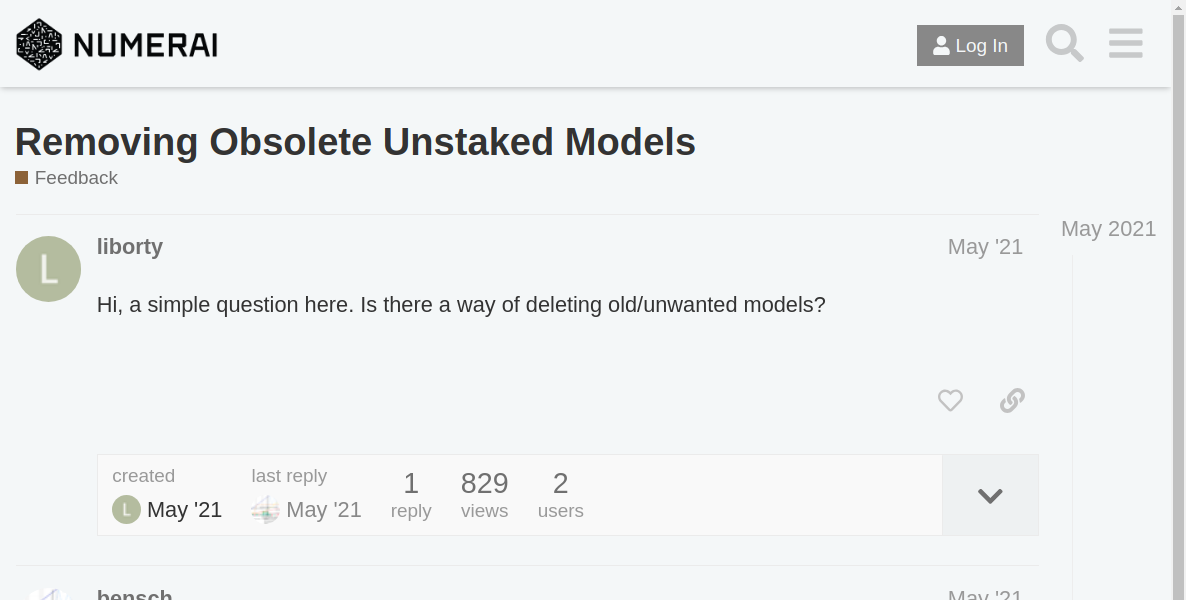 NUMERAI
Log In
Removing Obsolete Unstaked Models
Feedback
May 2021
L
liborty
May '21
Hi, a simple question here. Is there a way of deleting old/unwanted models?
created
last reply
1
829
2
L May '21
May '21
reply
views
users
bensch
May '21